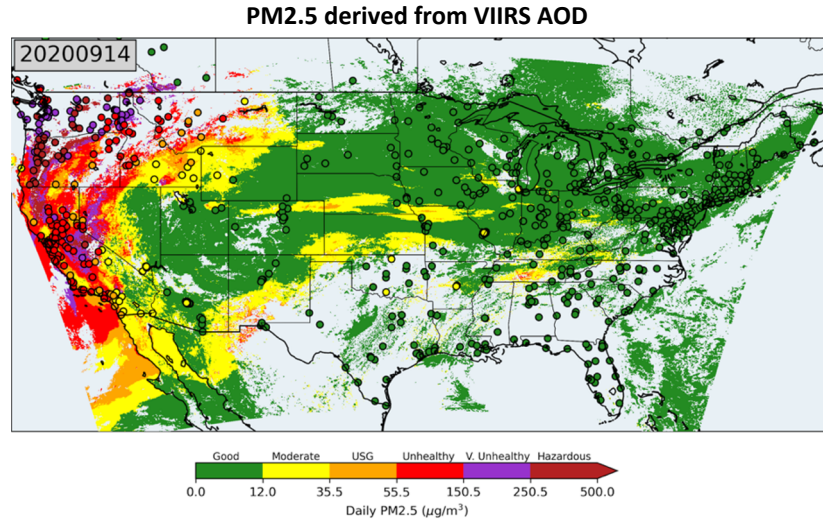 PM2.5 derived from VIIRS AOD
20200914
Good Moderate USG Unhealthy V. Unhealthy Hazardous
0.0 12.0 35.5 55.5 150.5 250.5 500.0
Daily PM2.5 (μg/m³)